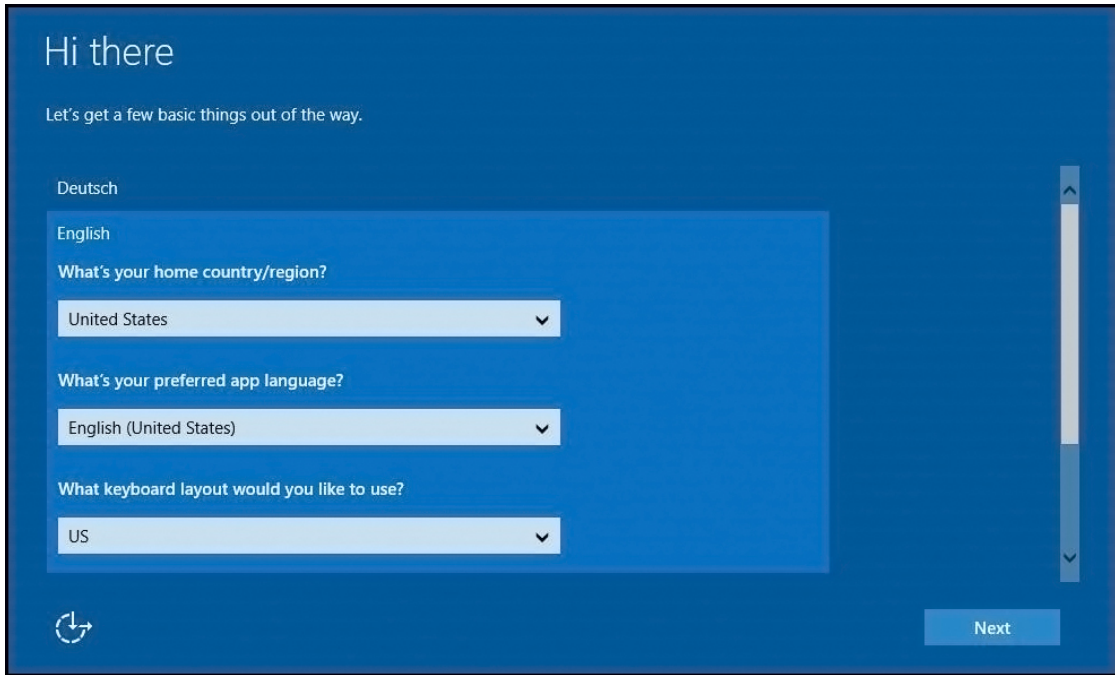 Hi there
Let's get a few basic things out of the way.
Deutsch
English
What's your home country/region?
United States
What's your preferred app language?
English (United States)
What keyboard layout would you like to use?
US
Next